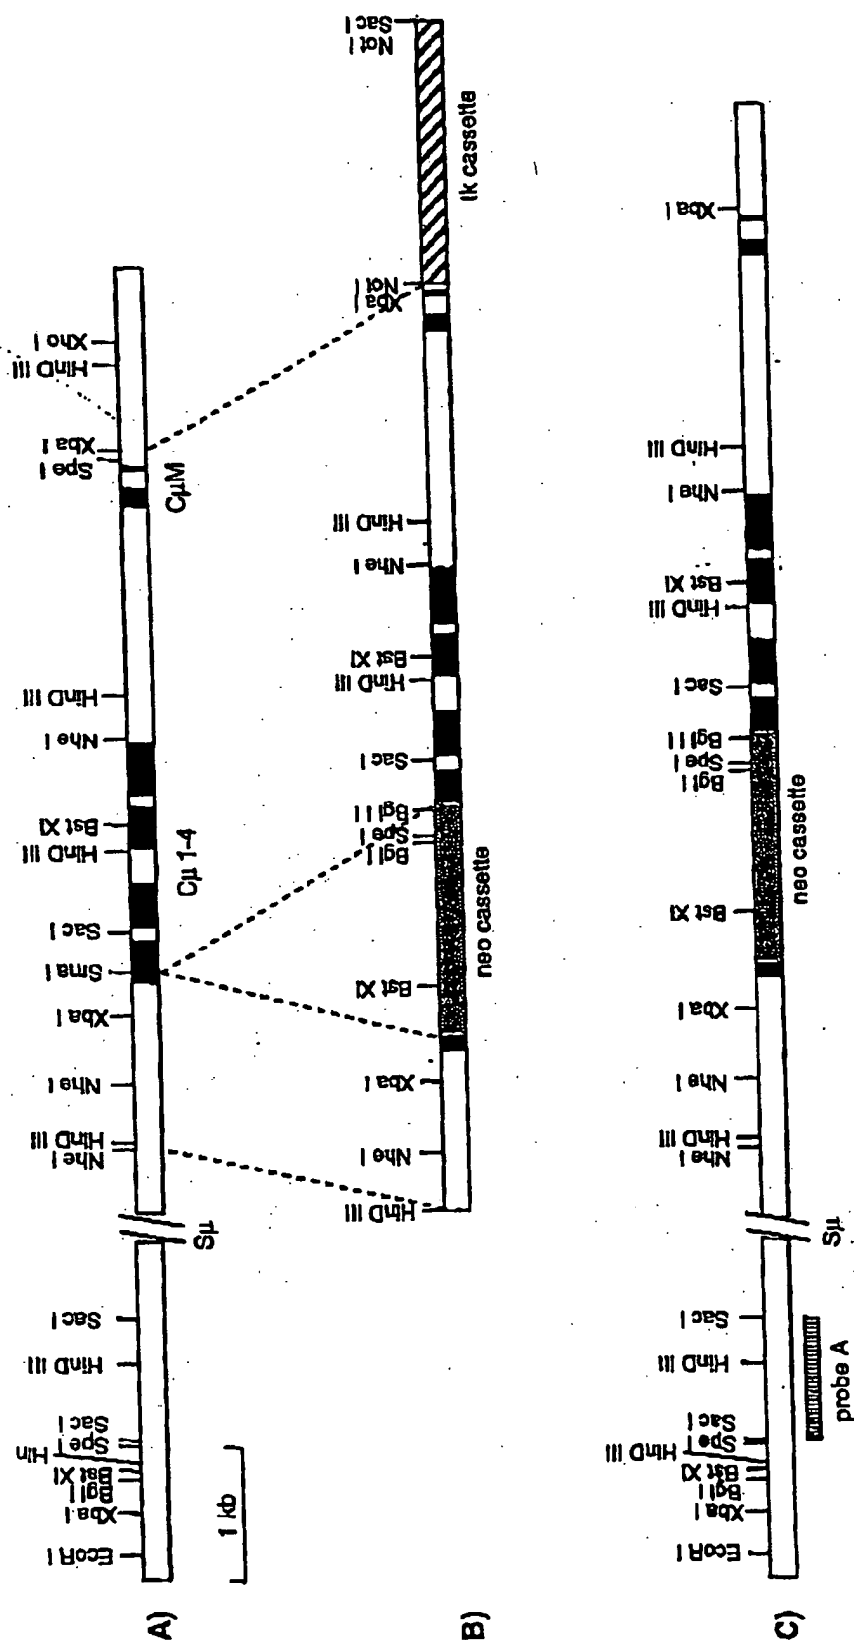 A)
EcoR I
Xba I
Bgl I
Bst XI
Hin
Spe I
Sac I
HinD III
Sac I
Nhe I
HinD III
Nhe I
Xba I
Sma I
Sac I
HinD III
Bst XI
Nhe I
HinD III
Spe I
Xba I
HinD III
Xho I
1 kb
Sμ
Cμ 1-4
CμM
B)
HinD III
Nhe I
Xba I
Bst XI
Bgl I
Spe I
Bgl II
Sac I
HinD III
Bst XI
Nhe I
HinD III
Xba I
Not I
Not I
Sac I
neo cassette
tk cassette
C)
EcoR I
Xba I
Bgl I
Bst XI
HinD III
Spe I
Sac I
HinD III
Sac I
Nhe I
HinD III
Nhe I
Xba I
Bst XI
Bgl I
Spe I
Bgl II
Sac I
HinD III
Bst XI
Nhe I
HinD III
Xba I
probe A
Sμ
neo cassette